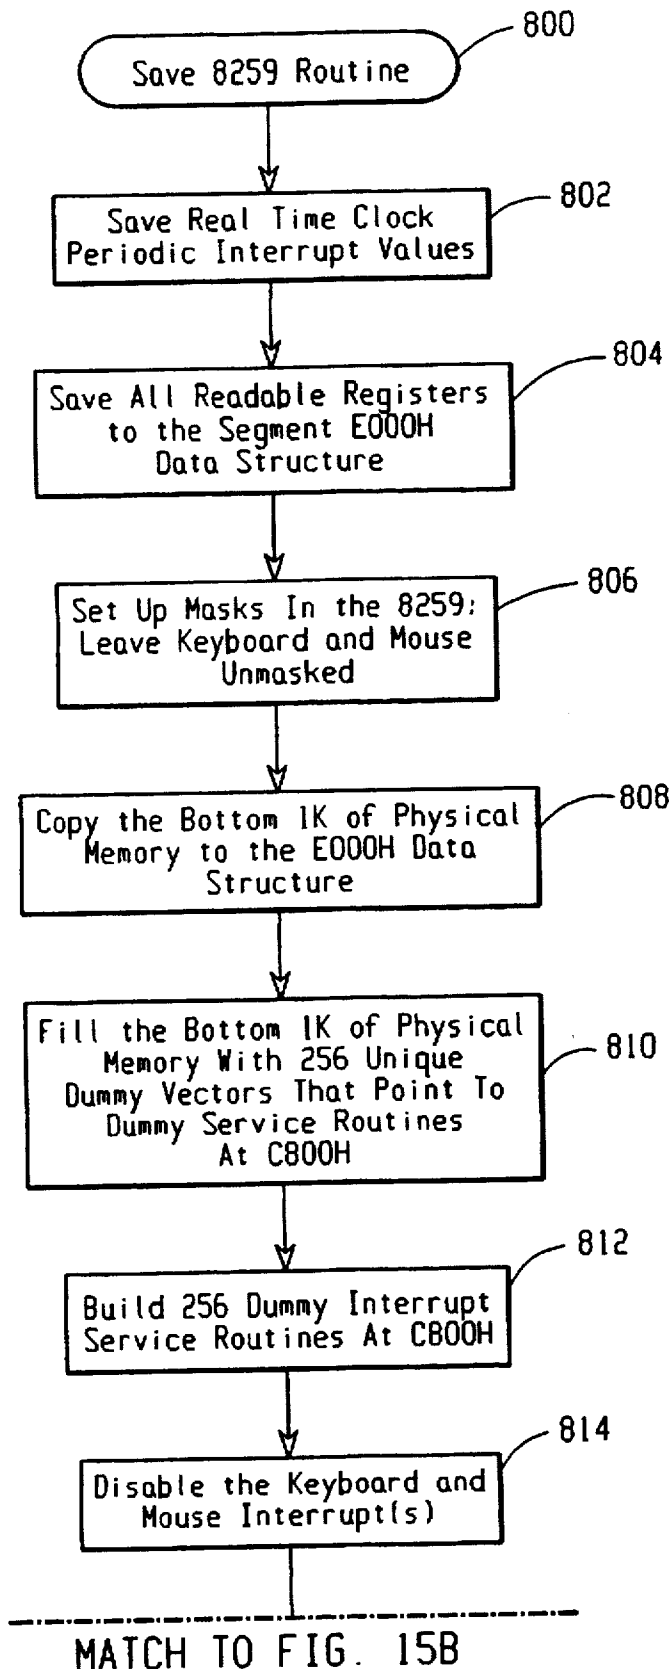 800
Save 8259 Routine
802
Save Real Time Clock
Periodic Interrupt Values
804
Save All Readable Registers
to the Segment E000H
Data Structure
806
Set Up Masks In the 8259:
Leave Keyboard and Mouse
Unmasked
808
Copy the Bottom 1K of Physical
Memory to the E000H Data
Structure
810
Fill the Bottom 1K of Physical
Memory With 256 Unique
Dummy Vectors That Point To
Dummy Service Routines
At C800H
812
Build 256 Dummy Interrupt
Service Routines At C800H
814
Disable the Keyboard and
Mouse Interrupt(s)
MATCH TO FIG. 15B